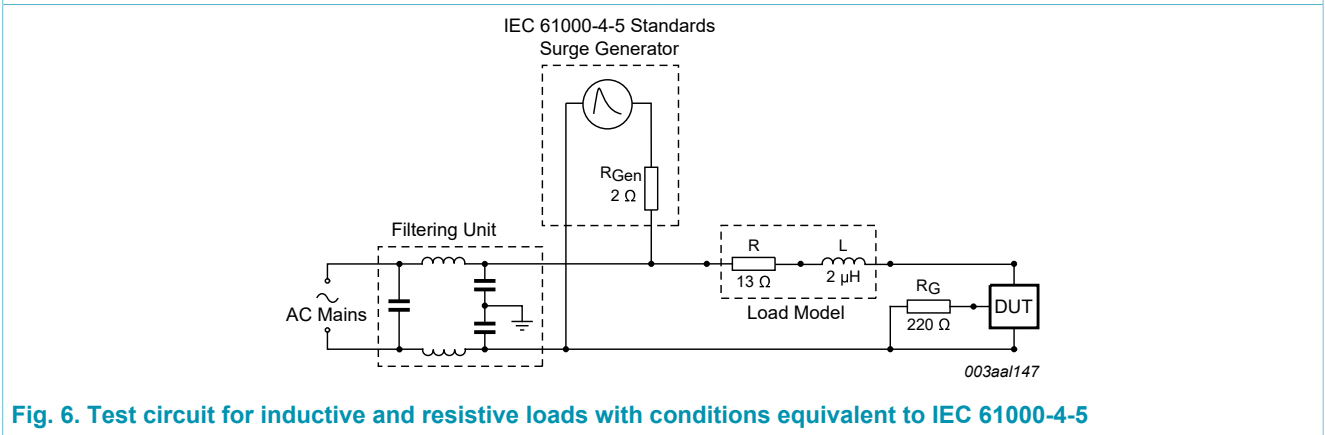 IEC 61000-4-5 Standards
Surge Generator
RGen
2 Ω
Filtering Unit
AC Mains
R
13 Ω
L
2 µH
Load Model
RG
220 Ω
DUT
003aal147
Fig. 6. Test circuit for inductive and resistive loads with conditions equivalent to IEC 61000-4-5